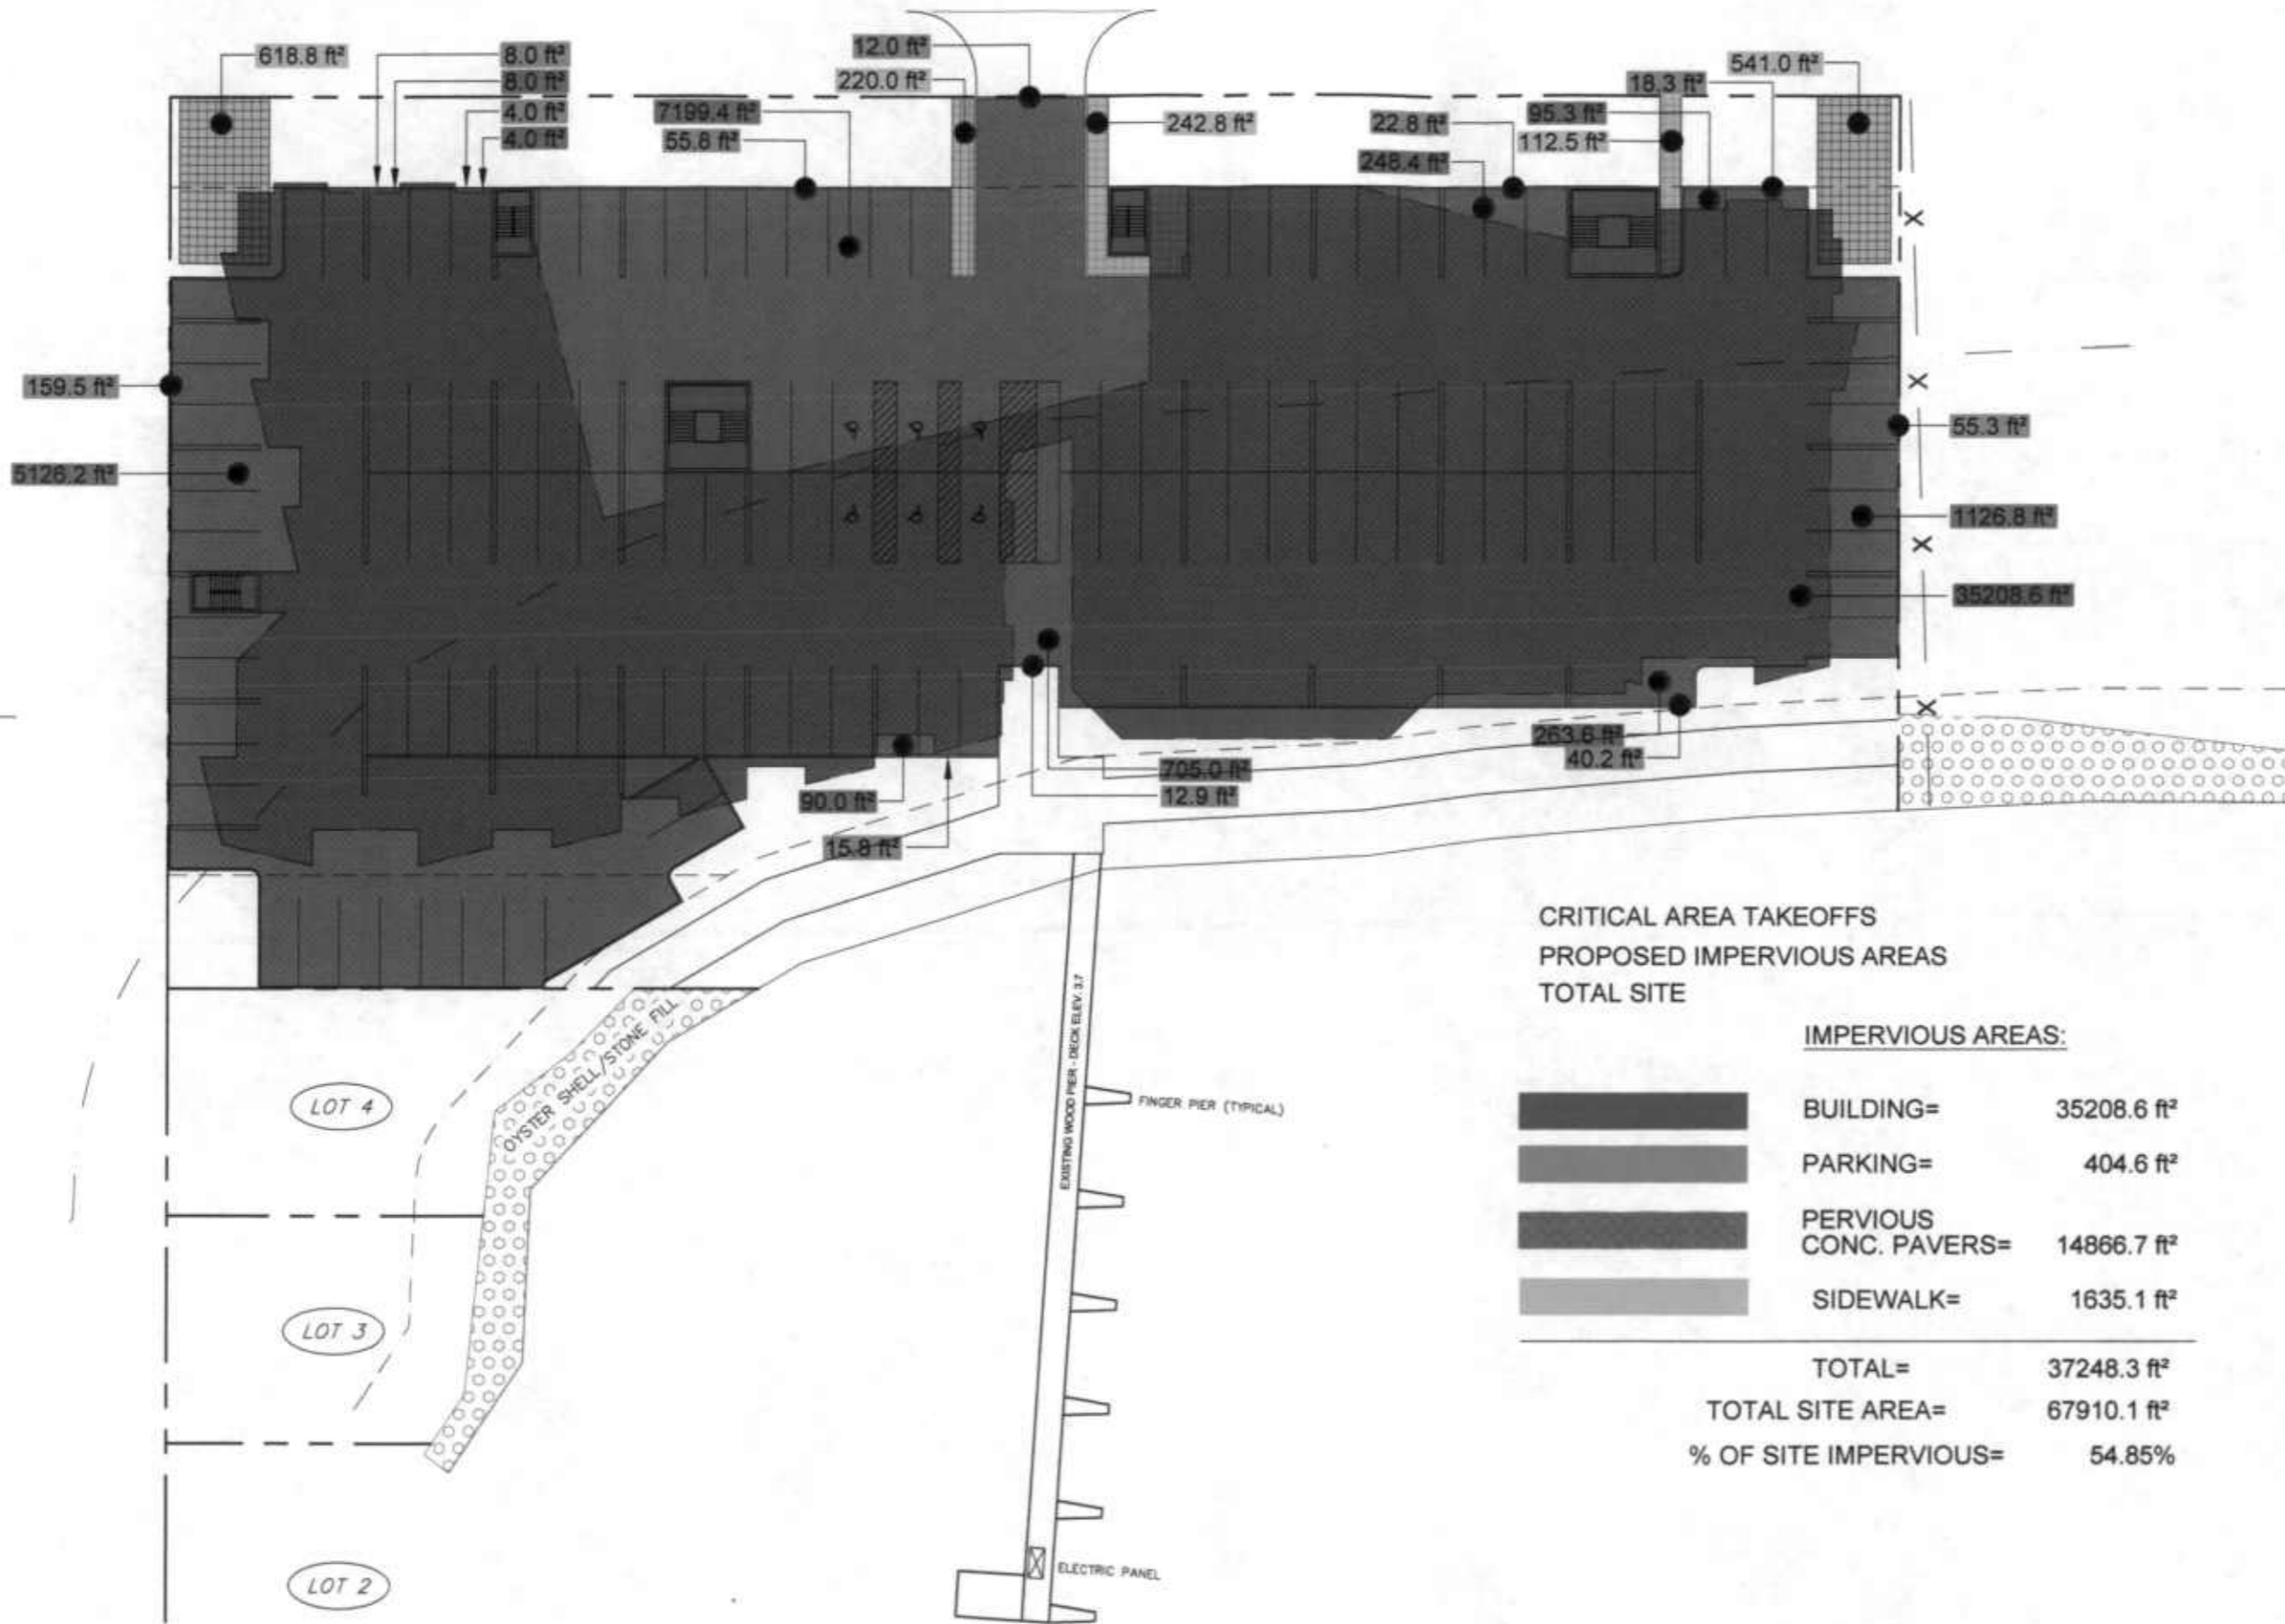 618.8 ft²
8.0 ft²
8.0 ft²
4.0 ft²
4.0 ft²
7199.4 ft²
55.8 ft²
12.0 ft²
220.0 ft²
242.8 ft²
22.8 ft²
248.4 ft²
18.3 ft²
95.3 ft²
112.5 ft²
541.0 ft²
X
X
X
X
159.5 ft²
5126.2 ft²
55.3 ft²
1126.8 ft²
35208.6 ft²
263.6 ft²
40.2 ft²
705.0 ft²
12.9 ft²
90.0 ft²
15.8 ft²
CRITICAL AREA TAKEOFFS
PROPOSED IMPERVIOUS AREAS
TOTAL SITE
IMPERVIOUS AREAS:
BUILDING= 35208.6 ft²
PARKING= 404.6 ft²
PERVIOUS
CONC. PAVERS= 14866.7 ft²
SIDEWALK= 1635.1 ft²
TOTAL= 37248.3 ft²
TOTAL SITE AREA= 67910.1 ft²
% OF SITE IMPERVIOUS= 54.85%
OYSTER SHELL/STONE FILL
EXISTING WOOD PIER - DECK ELEV. 3.7
FINGER PIER (TYPICAL)
ELECTRIC PANEL
LOT 4
LOT 3
LOT 2